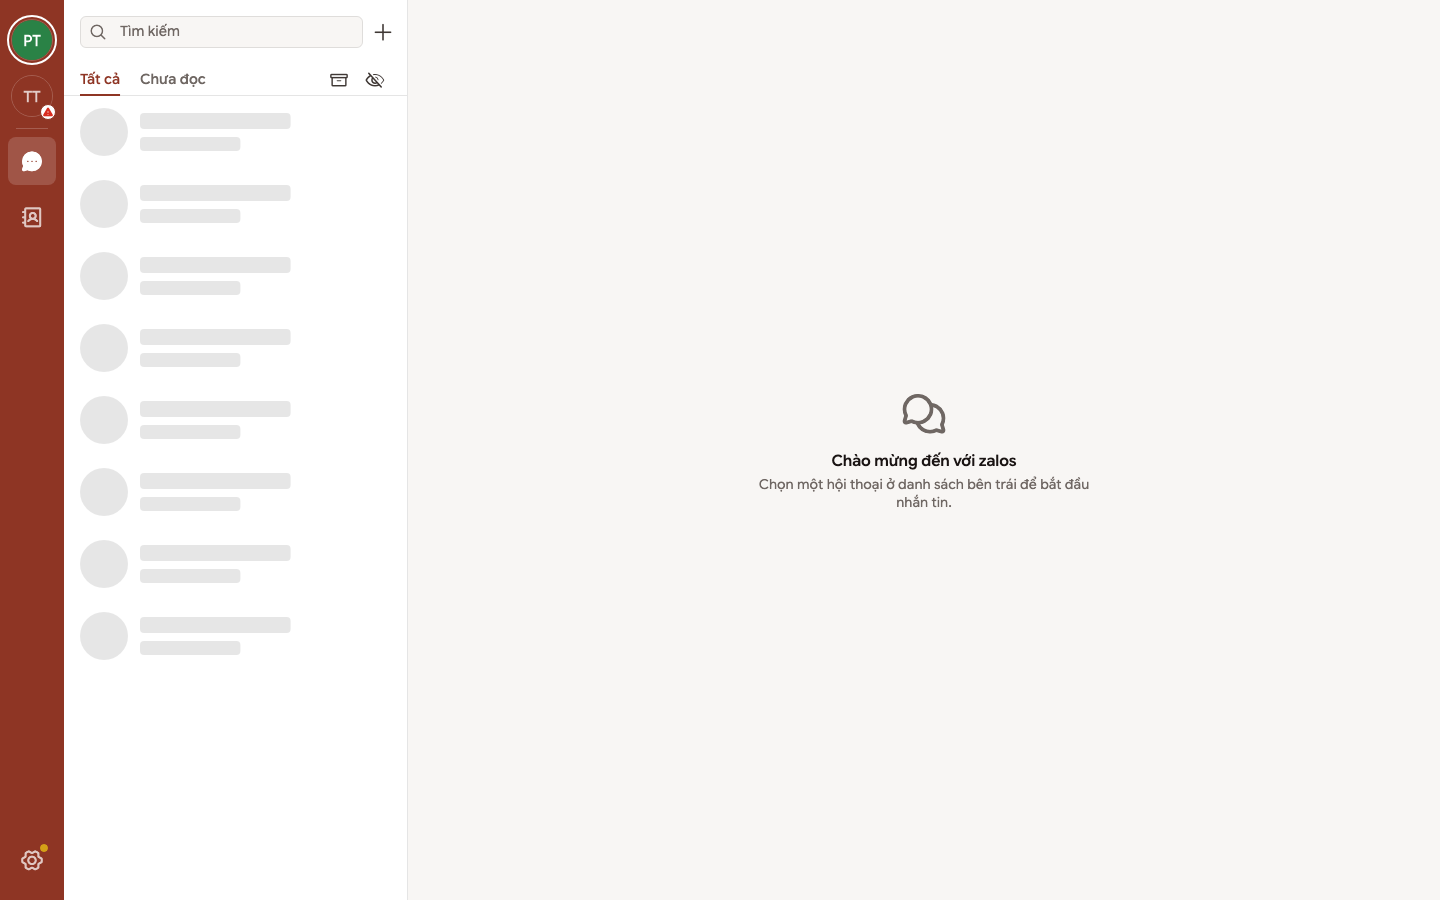 PT
TT
Tìm kiếm
Tất cả
Chưa đọc
Chào mừng đến với zalos
Chọn một hội thoại ở danh sách bên trái để bắt đầu
nhắn tin.